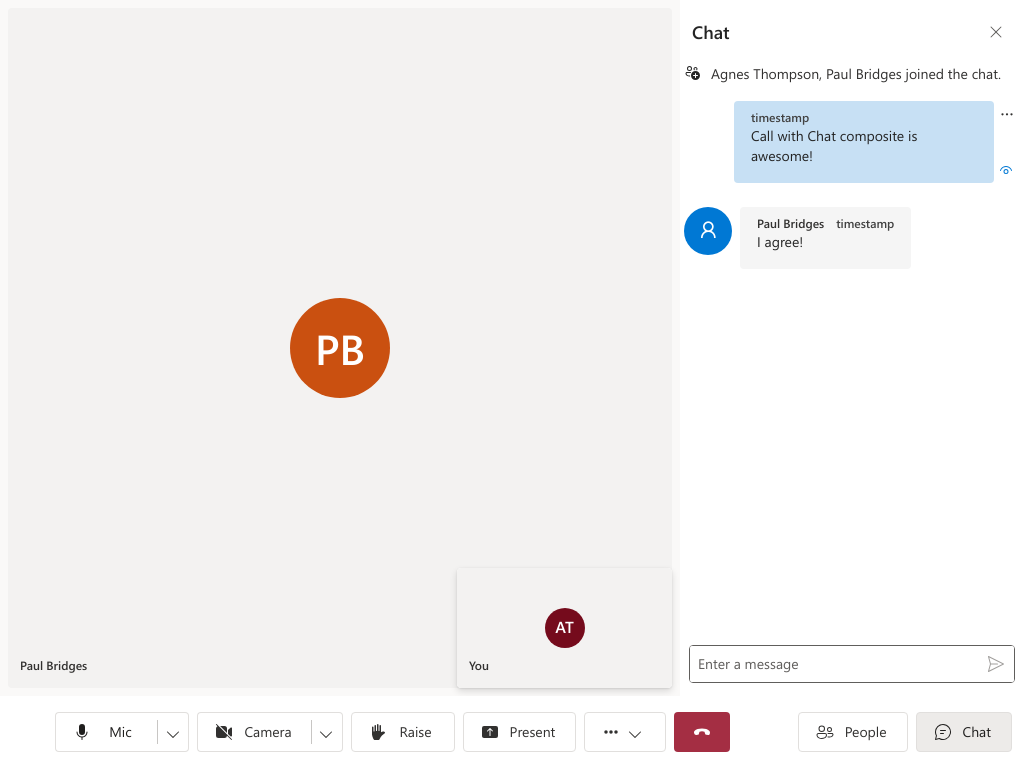 Chat
Agnes Thompson, Paul Bridges joined the chat.
timestamp
Call with Chat composite is
awesome!
Paul Bridges timestamp
I agree!
PB
AT
Paul Bridges
You
Enter a message
Mic
Camera
Raise
Present
People
Chat